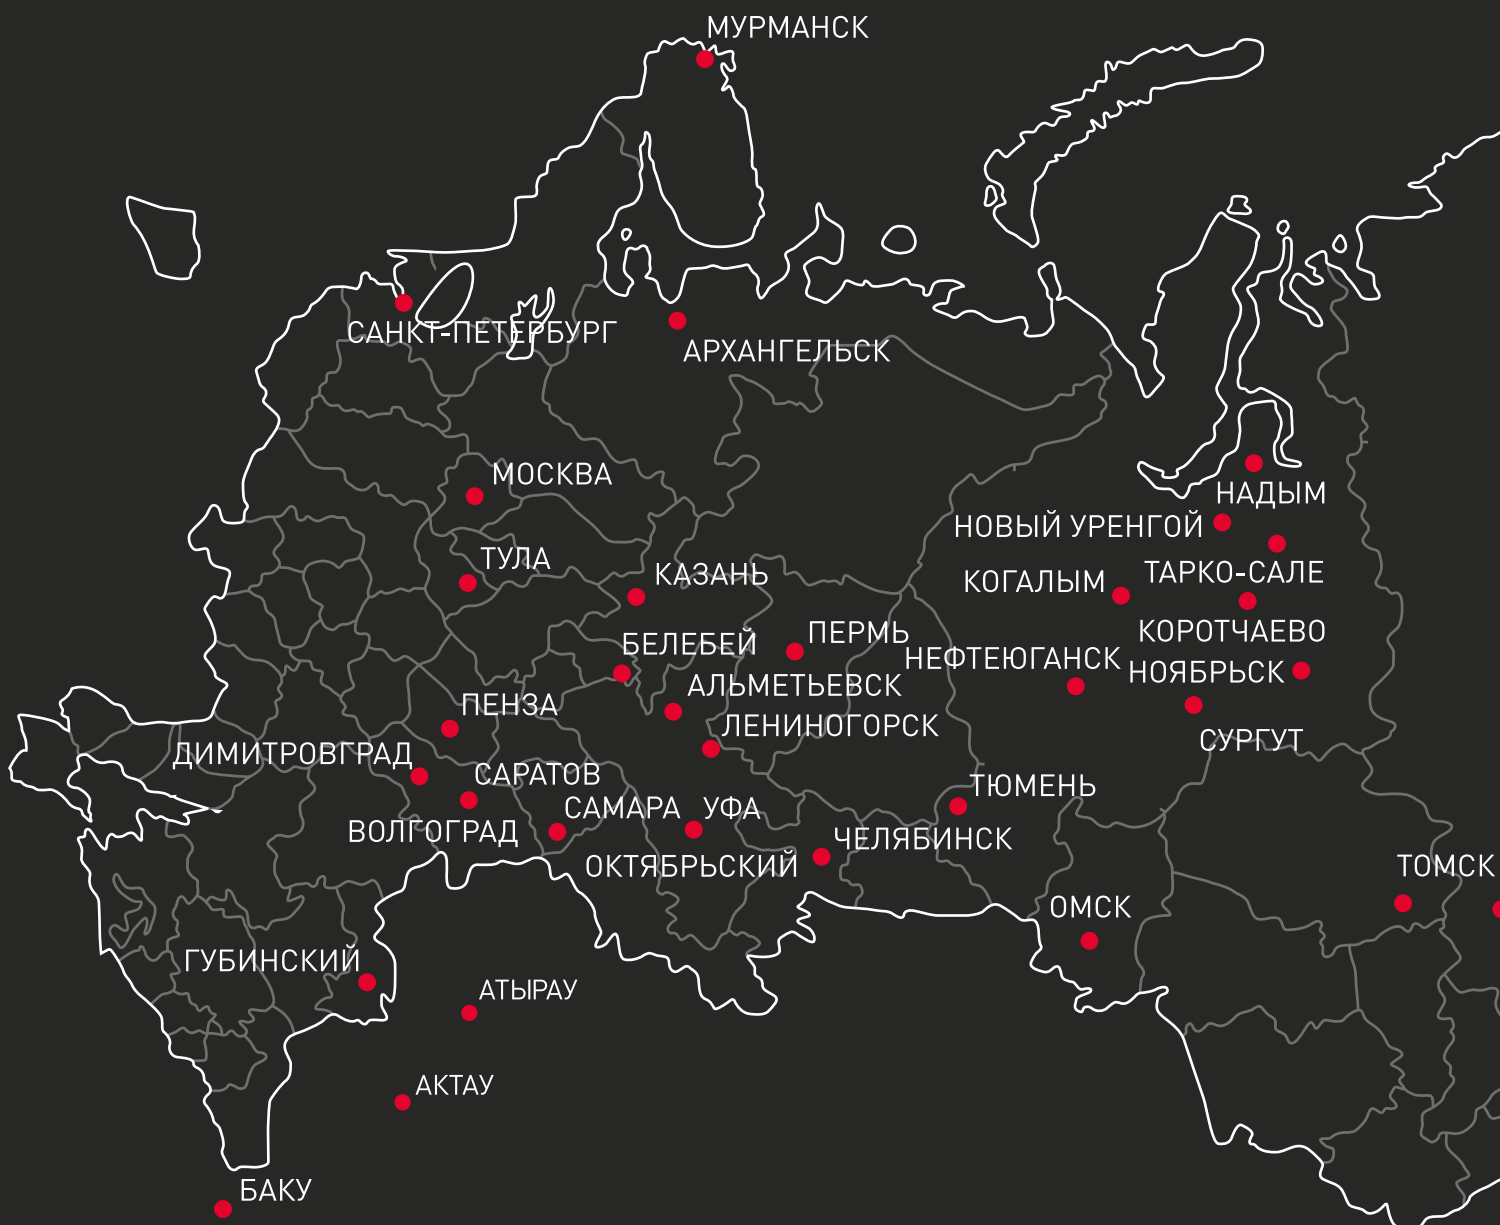 МУРМАНСК
САНКТ-ПЕТЕРБУРГ
АРХАНГЕЛЬСК
МОСКВА
НАДЫМ
НОВЫЙ УРЕНГОЙ
ТУЛА
КАЗАНЬ
КОГАЛЫМ
ТАРКО-САЛЕ
БЕЛЕБЕЙ
ПЕРМЬ
КОРОТЧАЕВО
НЕФТЕЮГАНСК
НОЯБРЬСК
АЛЬМЕТЬЕВСК
ПЕНЗА
ЛЕНИНОГОРСК
СУРГУТ
ДИМИТРОВГРАД
САРАТОВ
ТЮМЕНЬ
САМАРА
УФА
ВОЛГОГРАД
ЧЕЛЯБИНСК
ОКТЯБРЬСКИЙ
ТОМСК
ОМСК
ГУБИНСКИЙ
АТЫРАУ
АКТАУ
БАКУ